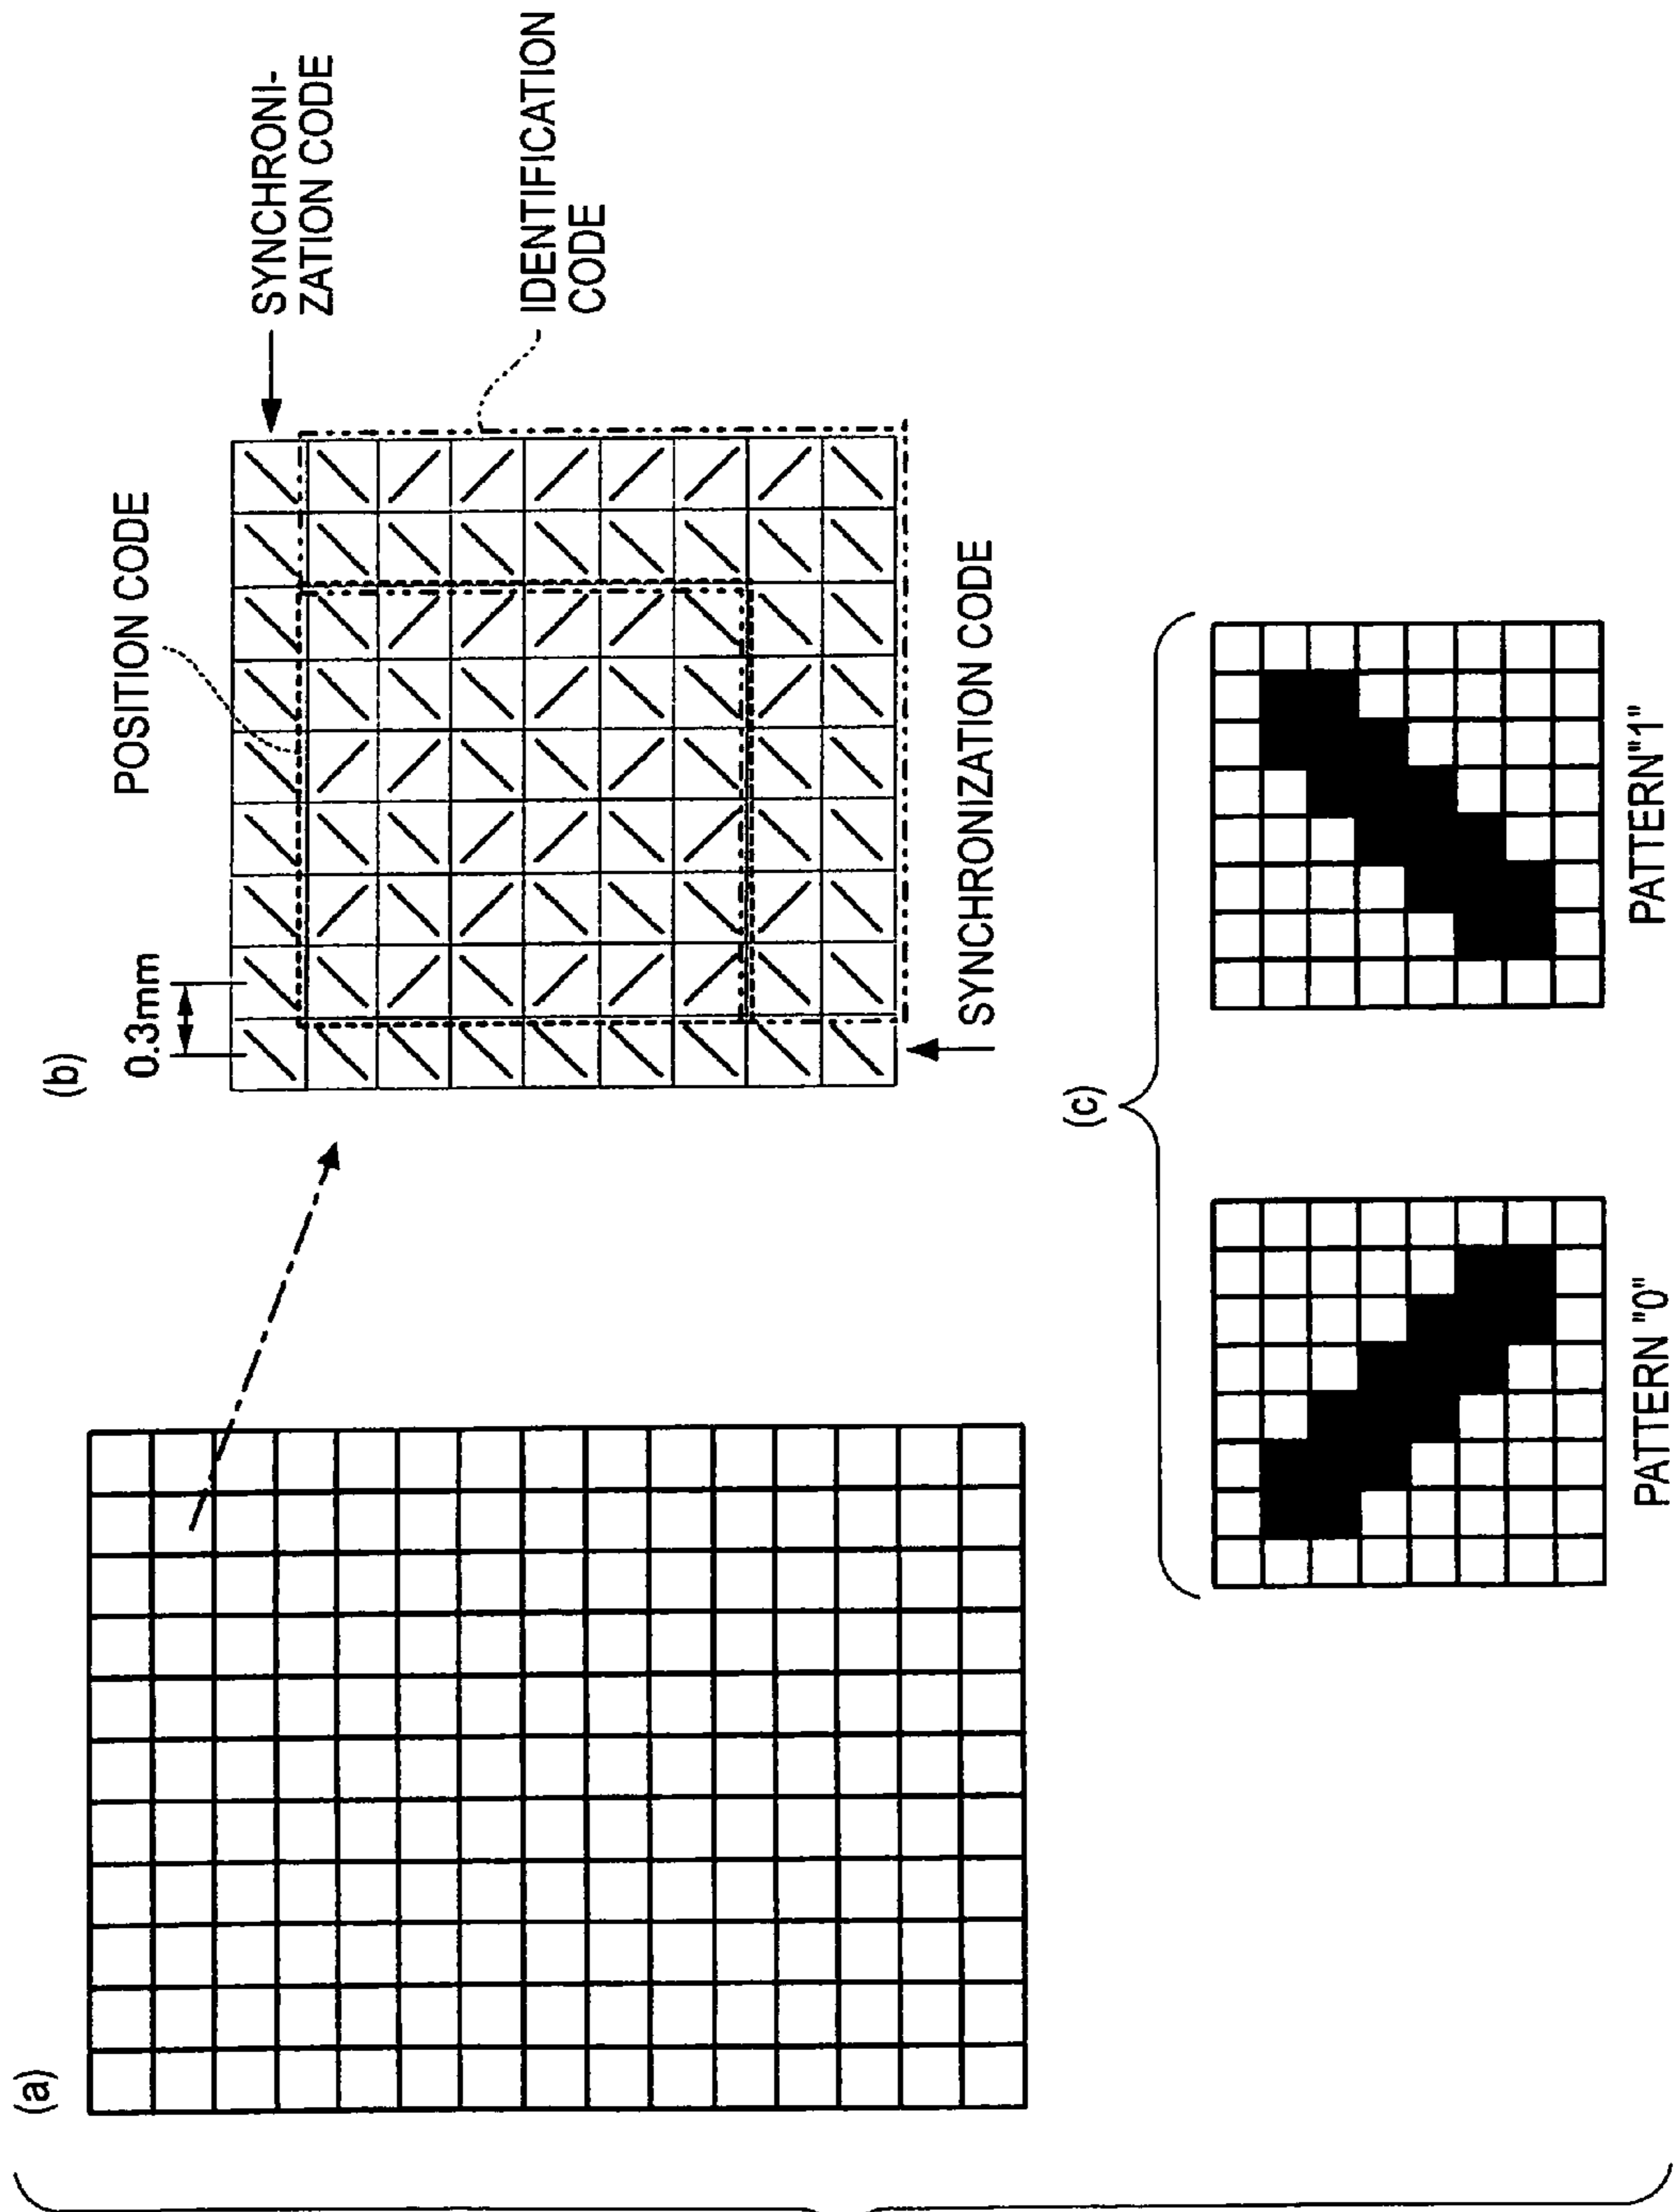 (a)
(b)
0.3mm
POSITION CODE
SYNCHRONI-
ZATION CODE
IDENTIFICATION
CODE
SYNCHRONIZATION CODE
(c)
PATTERN "0"
PATTERN"1"